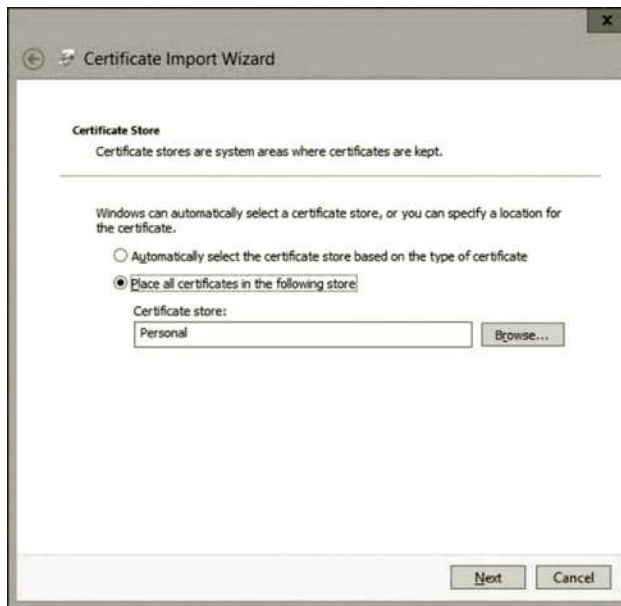 x
Certificate Import Wizard
Certificate Store
Certificate stores are system areas where certificates are kept.
Windows can automatically select a certificate store, or you can specify a location for
the certificate.
Automatically select the certificate store based on the type of certificate
Place all certificates in the following store
Certificate store:
Personal
Browse...
Next
Cancel